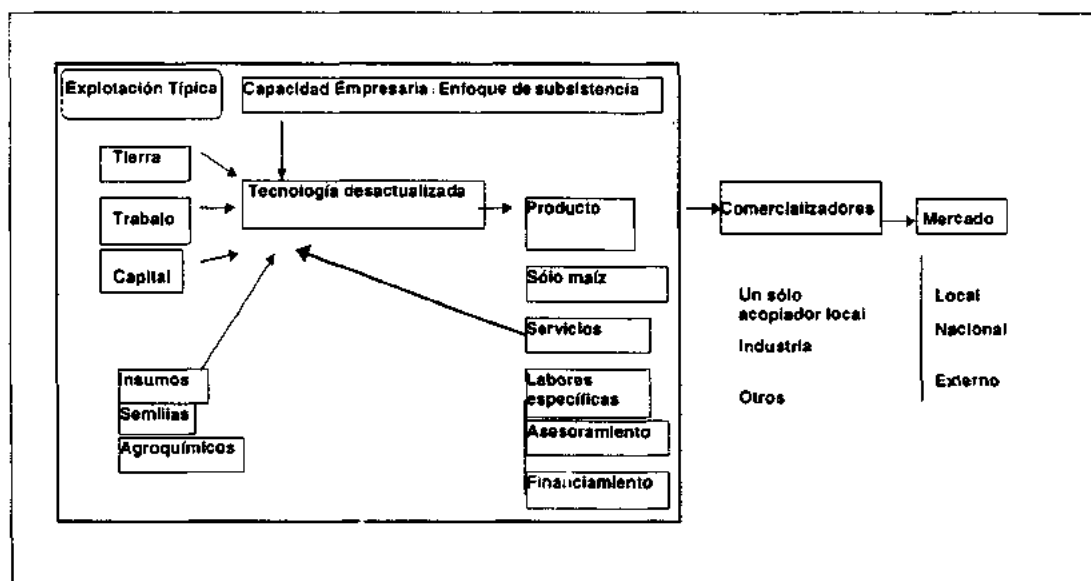 Explotación Típica
Capacidad Empresaria: Enfoque de subsistencia
Tierra
Trabajo
Capital
Tecnología desactualizada
Producto
Sólo maíz
Servicios
Labores
específicas
Asesoramiento
Financiamiento
Insumos
Semillas
Agroquímicos
Comercializadores
Un sólo
acopiador local
Industria
Otros
Mercado
Local
Nacional
Externo